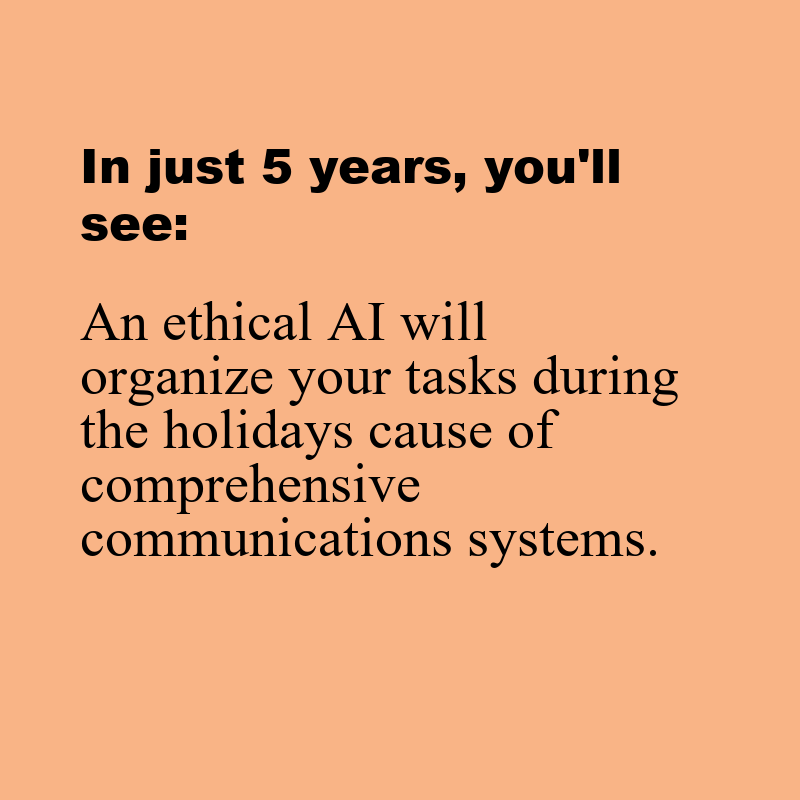 In just 5 years, you'll
see:
An ethical AI will
organize your tasks during
the holidays cause of
comprehensive
communications systems.